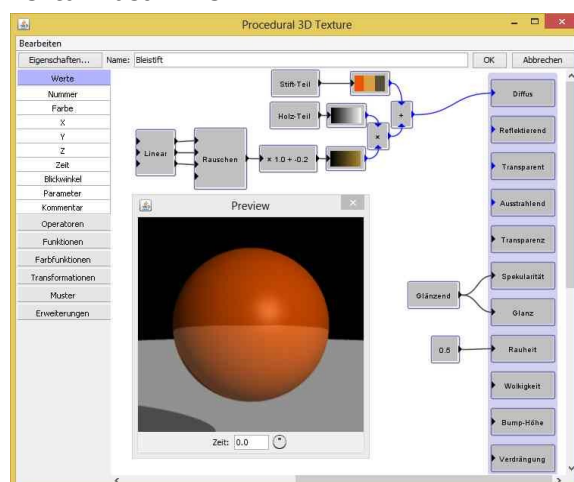 Procedural 3D Texture
Bearbeiten
Eigenschaften...
Name: Bleistift
OK
Abbrechen
Werte
Nummer
Farbe
X
Y
Z
Zeit
Blickwinkel
Parameter
Kommentar
Operatoren
Funktionen
Farbfunktionen
Transformationen
Muster
Erweiterungen
Stift-Teil
Holz-Teil
+
×
Linear
Rauschen
× 1.0 + -0.2
Preview
Zeit: 0.0
Glänzend
0.5
Diffus
Reflektierend
Transparent
Ausstrahlend
Transparenz
Spekularität
Glanz
Rauheit
Wolkigkeit
Bump-Höhe
Verdrängung